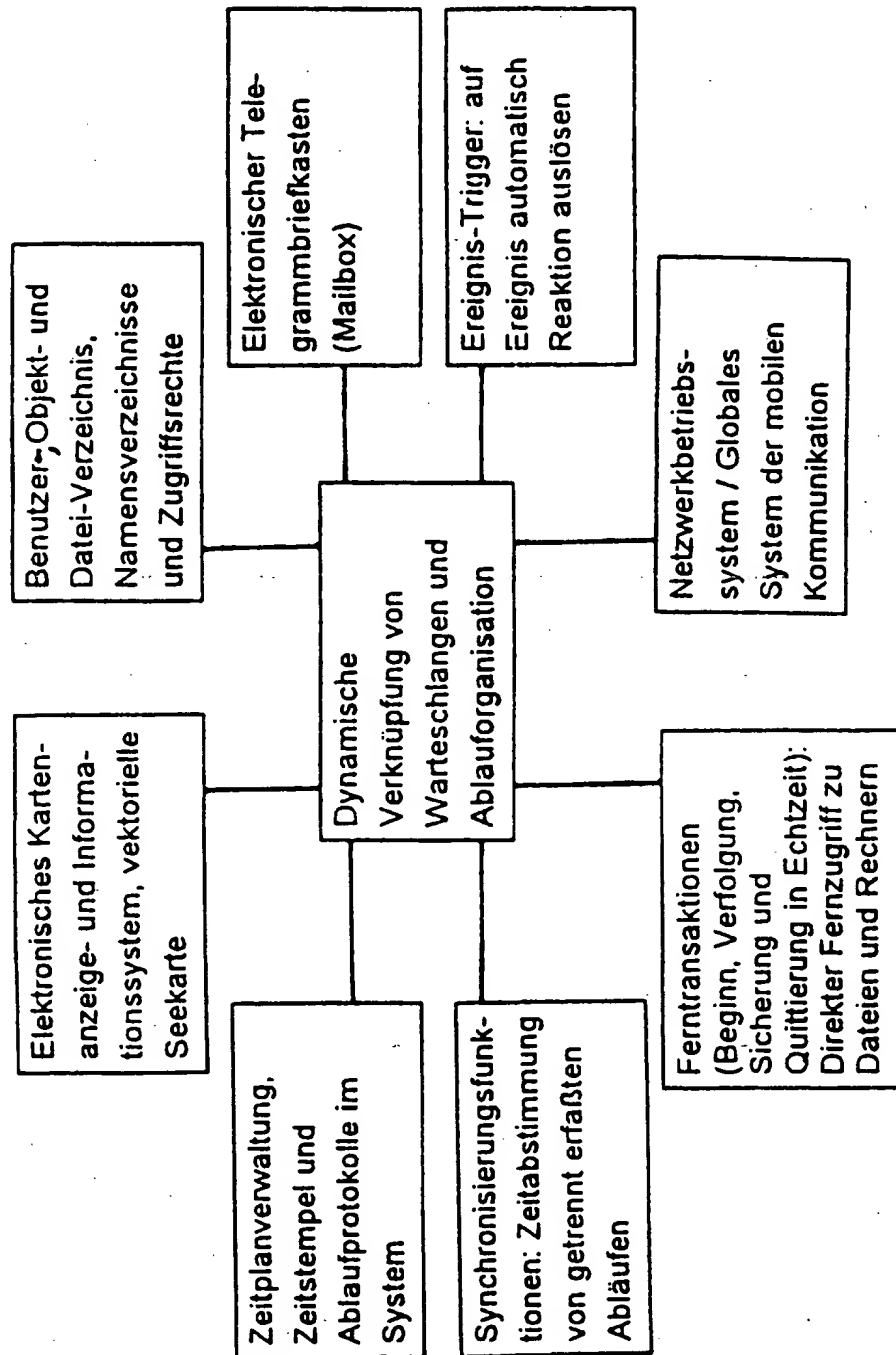 Elektronisches Karten-
anzeige- und Informa-
tionssystem, vektorielle
Seekarte
Benutzer-,Objekt- und
Datei-Verzeichnis,
Namensverzeichnisse
und Zugriffsrechte
Zeitplanverwaltung,
Zeitstempel und
Ablaufprotokolle im
System
Dynamische
Verknüpfung von
Warteschlangen und
Ablauforganisation
Elektronischer Tele-
grammbriefkasten
(Mailbox)
Synchronisierungsfunk-
tionen: Zeitabstimmung
von getrennt erfaßten
Abläufen
Ereignis-Trigger: auf
Ereignis automatisch
Reaktion auslösen
Ferntransaktionen
(Beginn, Verfolgung,
Sicherung und
Quittierung in Echtzeit):
Direkter Fernzugriff zu
Dateien und Rechnern
Netzwerkbetriebs-
system / Globales
System der mobilen
Kommunikation